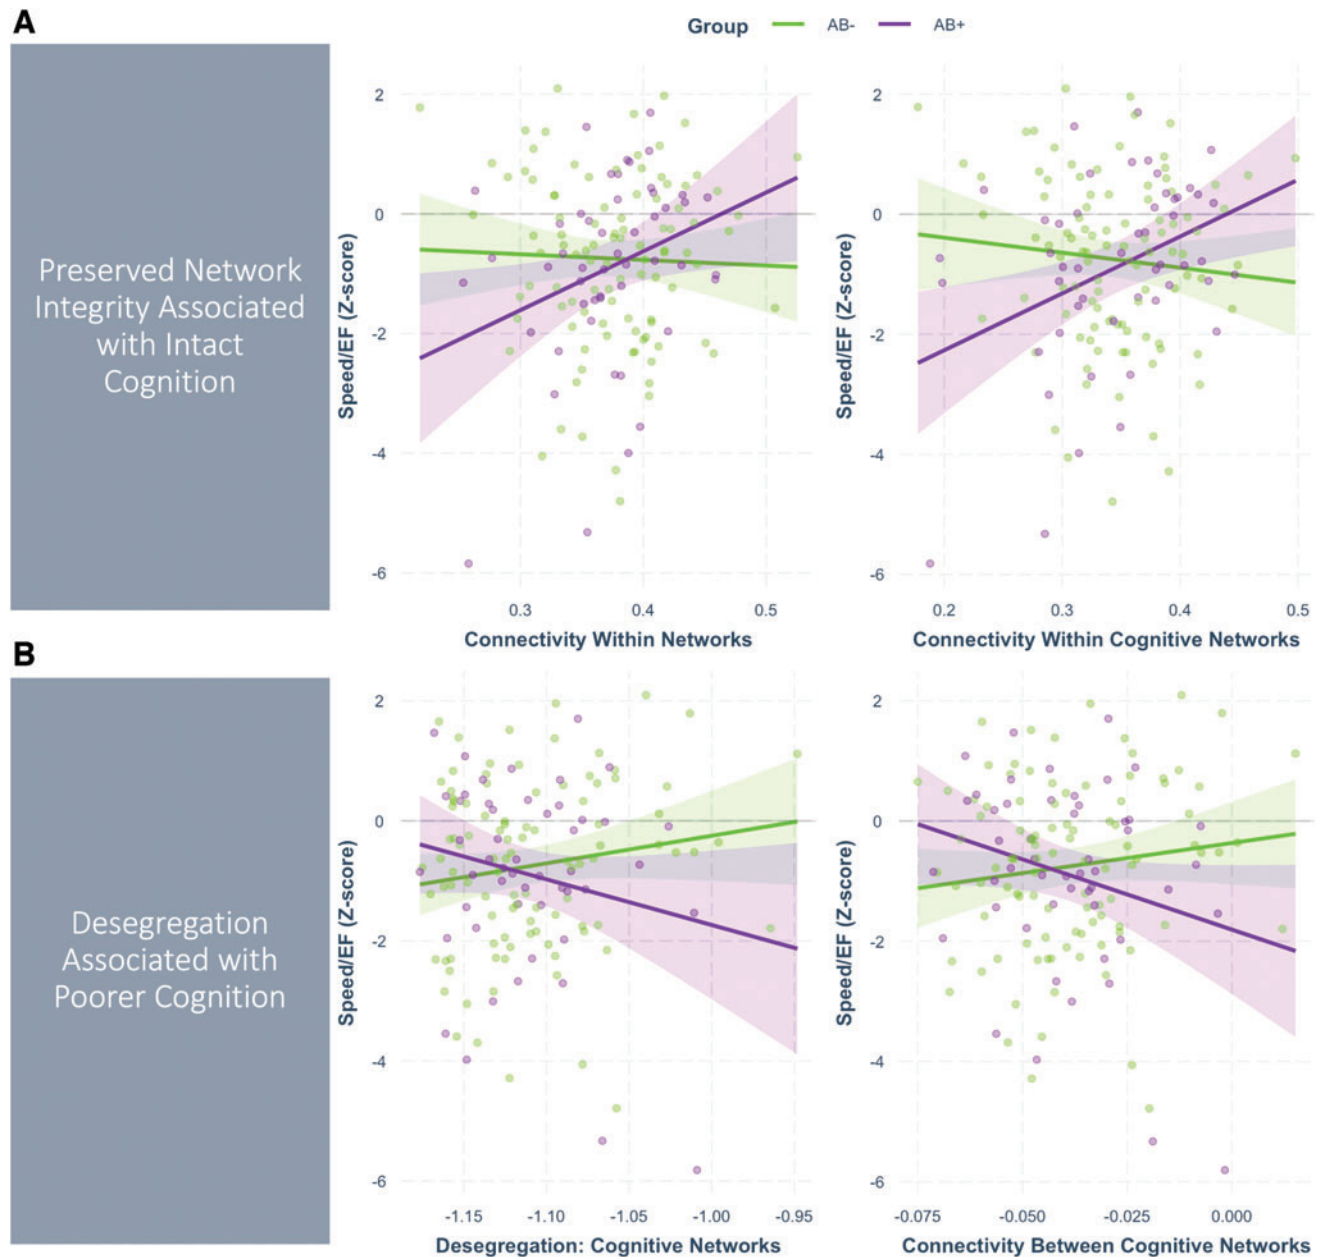 A
Group AB- AB+
Preserved Network
Integrity Associated
with Intact
Cognition
Speed/EF (Z-score)
2
0
-2
-4
-6
0.3 0.4 0.5
Connectivity Within Networks
Speed/EF (Z-score)
2
0
-2
-4
-6
0.2 0.3 0.4 0.5
Connectivity Within Cognitive Networks
B
Desegregation
Associated with
Poorer Cognition
Speed/EF (Z-score)
2
0
-2
-4
-6
-1.15 -1.10 -1.05 -1.00 -0.95
Desegregation: Cognitive Networks
Speed/EF (Z-score)
2
0
-2
-4
-6
-0.075 -0.050 -0.025 0.000
Connectivity Between Cognitive Networks